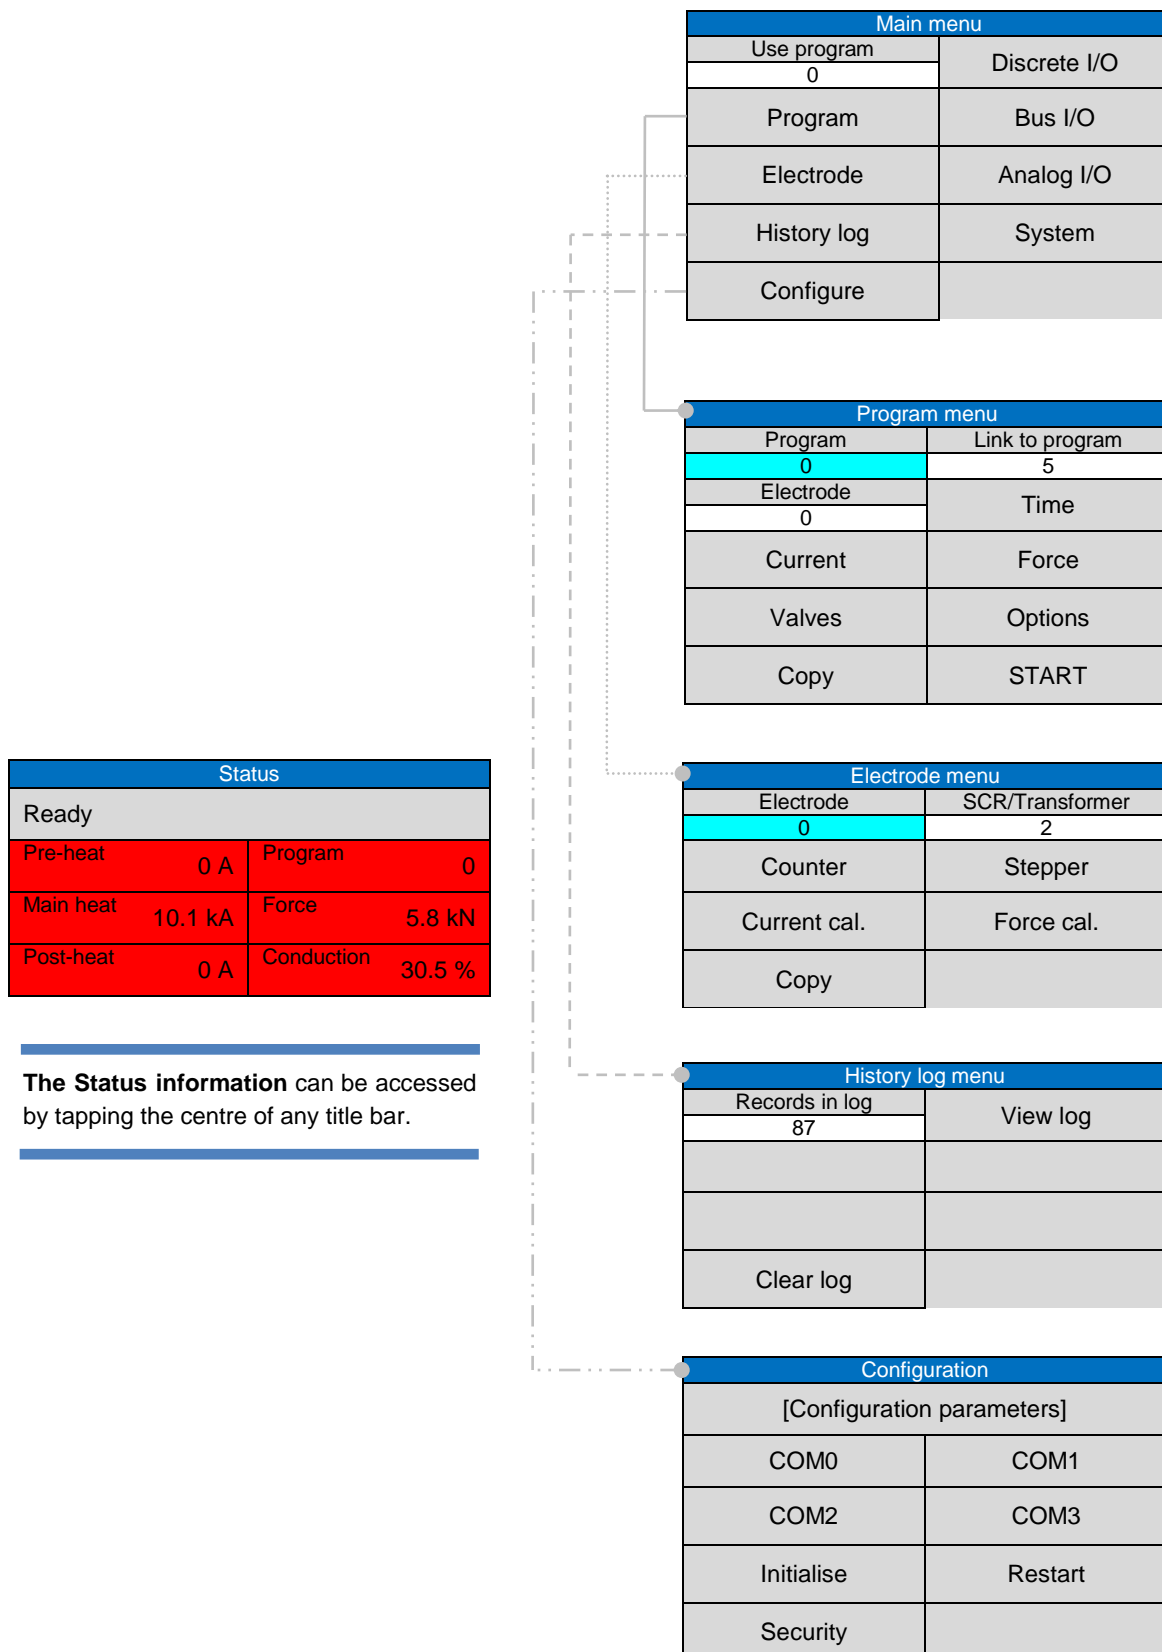 Main menu
Use program
0
Discrete I/O
Program
Bus I/O
Electrode
Analog I/O
History log
System
Configure
Program menu
Program
Link to program
0
5
Electrode
0
Time
Current
Force
Valves
Options
Copy
START
Status
Ready
Pre-heat
0 A
Program
0
Main heat
10.1 kA
Force
5.8 kN
Post-heat
0 A
Conduction
30.5 %
The Status information can be accessed
by tapping the centre of any title bar.
Electrode menu
Electrode
SCR/Transformer
0
2
Counter
Stepper
Current cal.
Force cal.
Copy
History log menu
Records in log
87
View log
Clear log
Configuration
[Configuration parameters]
COM0
COM1
COM2
COM3
Initialise
Restart
Security